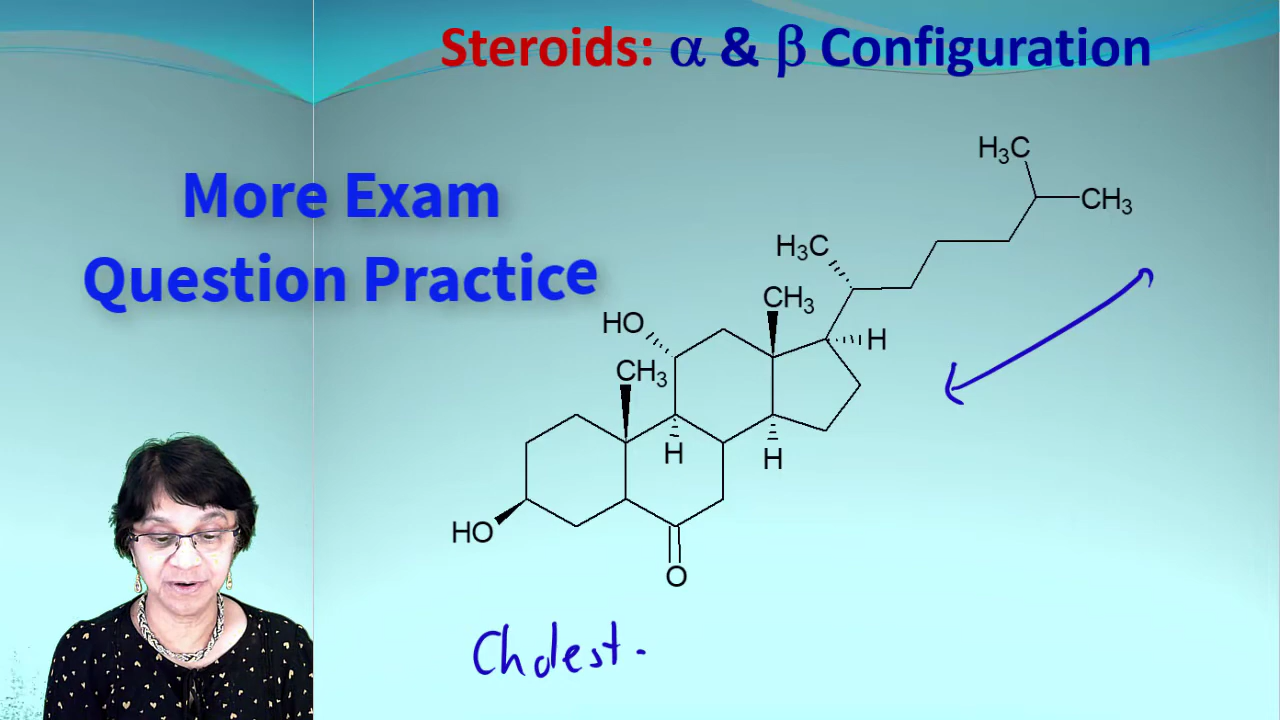 Steroids: α & β Configuration
More Exam
Question Practice
H₃C
CH₃
H₃C
CH₃
HO
H
CH₃
H
H
HO
O
Cholest-